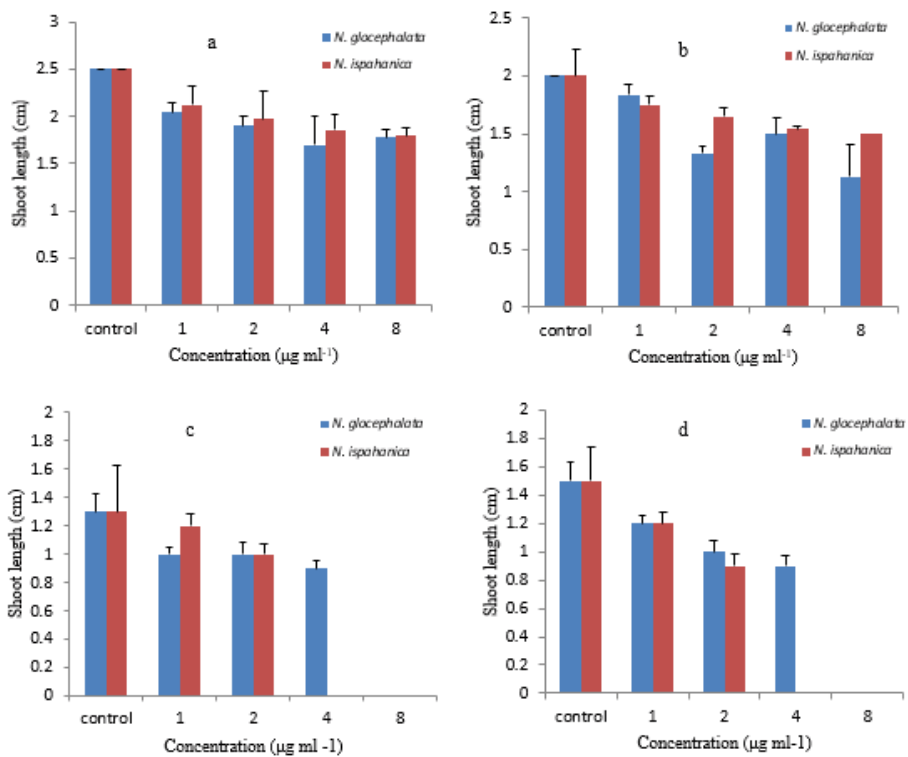 a
N. glocephalata
N. ispahanica
Shoot length (cm)
3
2.5
2
1.5
1
0.5
0
control 1 2 4 8
Concentration (µg ml⁻¹)
b
N. glocephalata
N. ispahanica
Shoot length (cm)
2.5
2
1.5
1
0.5
0
control 1 2 4 8
Concentration (µg ml⁻¹)
c
N. glocephalata
N. ispahanica
Shoot length (cm)
2
1.8
1.6
1.4
1.2
1
0.8
0.6
0.4
0.2
0
control 1 2 4 8
Concentration (µg ml -1)
d
N. glocephalata
N. ispahanica
Shoot length (cm)
2
1.8
1.6
1.4
1.2
1
0.8
0.6
0.4
0.2
0
control 1 2 4 8
Concentration (µg ml-1)